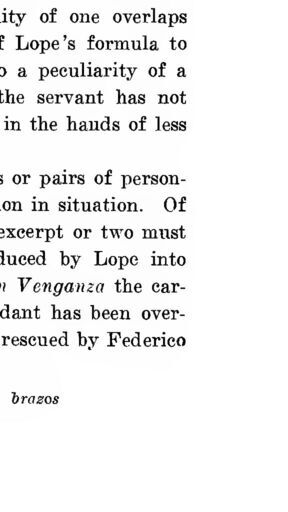 ity of one overlaps
f Lope's formula to
o a peculiarity of a
the servant has not
in the hands of less
s or pairs of person-
on in situation. Of
excerpt or two must
duced by Lope into
n Venganza the car-
dant has been over-
rescued by Federico
brazos